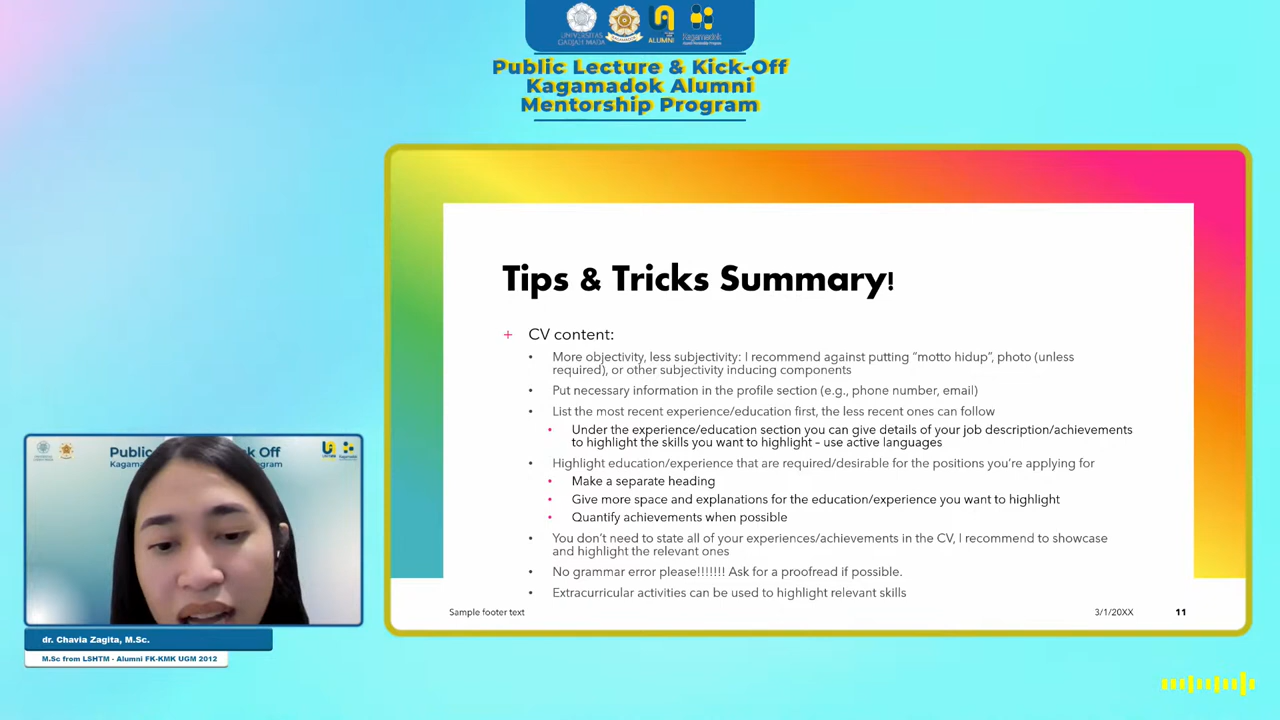 UNIVERSITAS
GADJAH MADA
KAGAMADOK
ALUMNI
Kagamarisk
Public Lecture & Kick-Off
Kagamadok Alumni
Mentorship Program
Tips & Tricks Summary!
+ CV content:
• More objectivity, less subjectivity: I recommend against putting “motto hidup”, photo (unless
required), or other subjectivity inducing components
• Put necessary information in the profile section (e.g., phone number, email)
• List the most recent experience/education first, the less recent ones can follow
• Under the experience/education section you can give details of your job description/achievements
to highlight the skills you want to highlight – use active languages
• Highlight education/experience that are required/desirable for the positions you’re applying for
• Make a separate heading
• Give more space and explanations for the education/experience you want to highlight
• Quantify achievements when possible
• You don’t need to state all of your experiences/achievements in the CV, I recommend to showcase
and highlight the relevant ones
• No grammar error please!!!!!!! Ask for a proofread if possible.
• Extracurricular activities can be used to highlight relevant skills
Sample footer text
3/1/20XX
11
Public k Off
Kagam gram
dr. Chavia Zagita, M.Sc.
M.Sc from LSHTM - Alumni FK-KMK UGM 2012